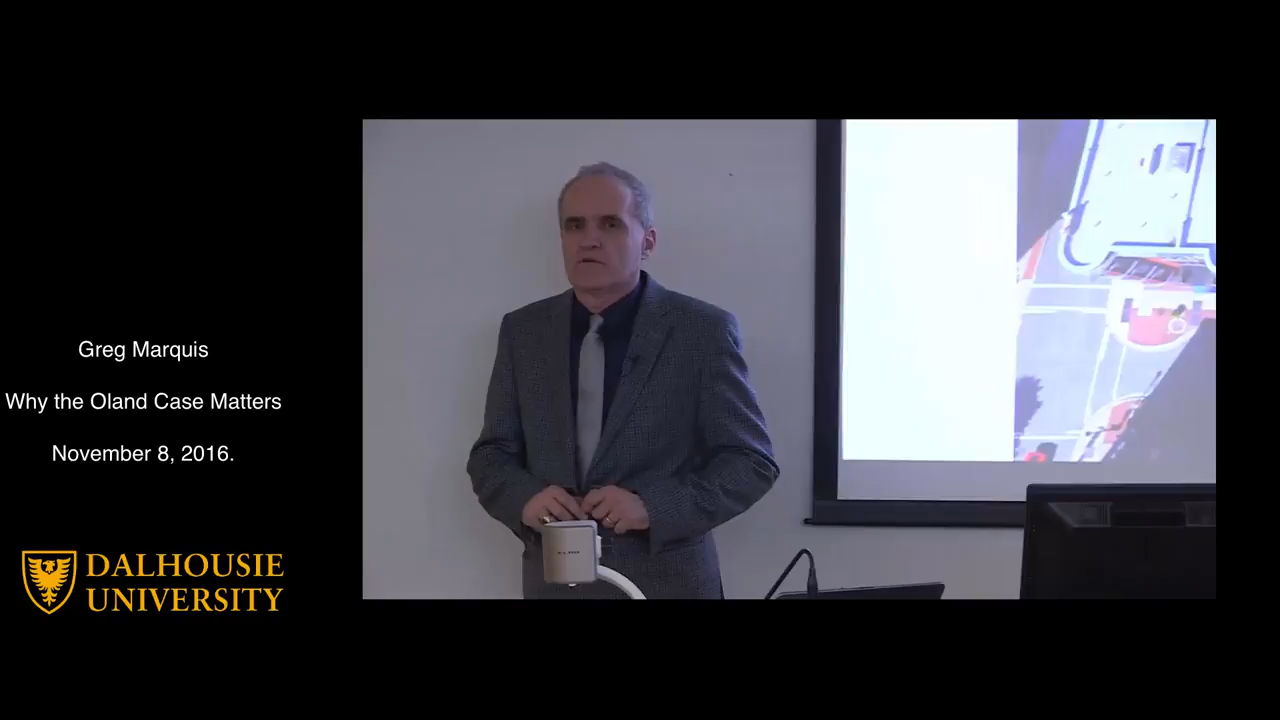 Greg Marquis
Why the Oland Case Matters
November 8, 2016.
DALHOUSIE
UNIVERSITY